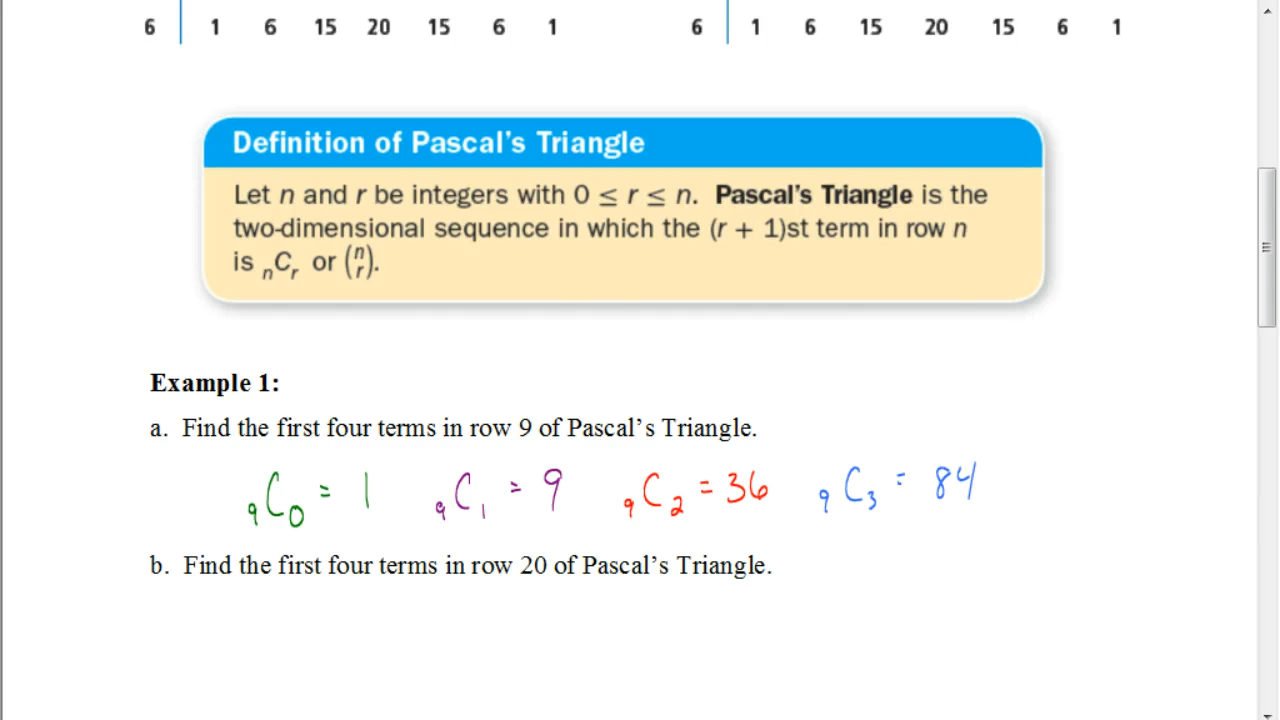 6 1 6 15 20 15 6 1 6 1 6 15 20 15 6 1
Definition of Pascal's Triangle
Let n and r be integers with 0 ≤ r ≤ n. Pascal's Triangle is the
two-dimensional sequence in which the (r + 1)st term in row n
is ₙCᵣ or (n r).
Example 1:
a. Find the first four terms in row 9 of Pascal's Triangle.
₉C₀ = 1 ₉C₁ = 9 ₉C₂ = 36 ₉C₃ = 84
b. Find the first four terms in row 20 of Pascal's Triangle.